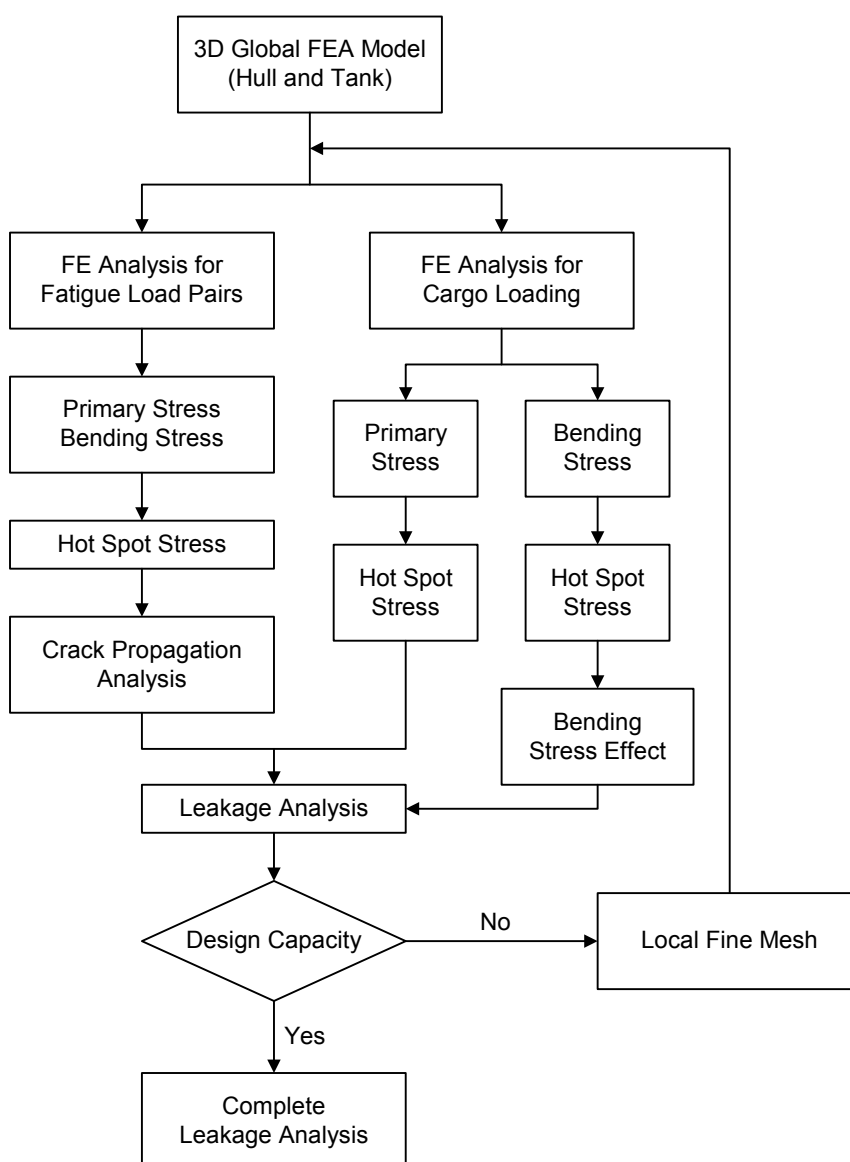 3D Global FEA Model
(Hull and Tank)
FE Analysis for
Fatigue Load Pairs
FE Analysis for
Cargo Loading
Primary Stress
Bending Stress
Primary
Stress
Bending
Stress
Hot Spot Stress
Hot Spot
Stress
Hot Spot
Stress
Crack Propagation
Analysis
Bending
Stress Effect
Leakage Analysis
Design Capacity
No
Local Fine Mesh
Yes
Complete
Leakage Analysis